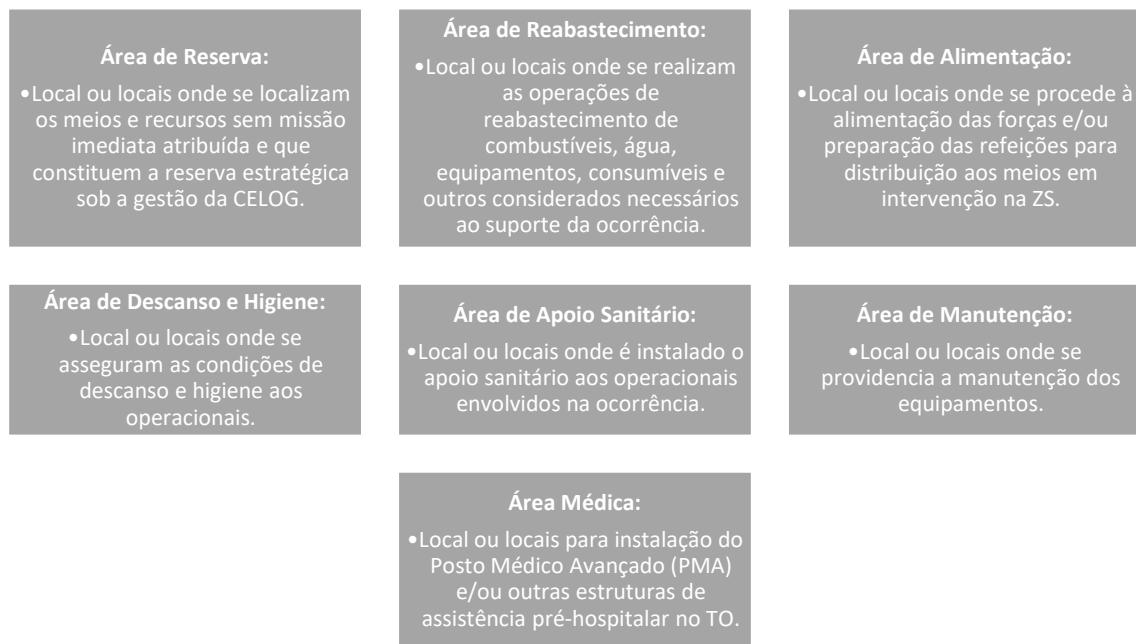 Área de Reserva:
•Local ou locais onde se localizam
os meios e recursos sem missão
imediata atribuída e que
constituem a reserva estratégica
sob a gestão da CELOG.
Área de Reabastecimento:
•Local ou locais onde se realizam
as operações de
reabastecimento de
combustíveis, água,
equipamentos, consumíveis e
outros considerados necessários
ao suporte da ocorrência.
Área de Alimentação:
•Local ou locais onde se procede à
alimentação das forças e/ou
preparação das refeições para
distribuição aos meios em
intervenção na ZS.
Área de Descanso e Higiene:
•Local ou locais onde se
asseguram as condições de
descanso e higiene aos
operacionais.
Área de Apoio Sanitário:
•Local ou locais onde é instalado o
apoio sanitário aos operacionais
envolvidos na ocorrência.
Área de Manutenção:
•Local ou locais onde se
providencia a manutenção dos
equipamentos.
Área Médica:
•Local ou locais para instalação do
Posto Médico Avançado (PMA)
e/ou outras estruturas de
assistência pré-hospitalar no TO.